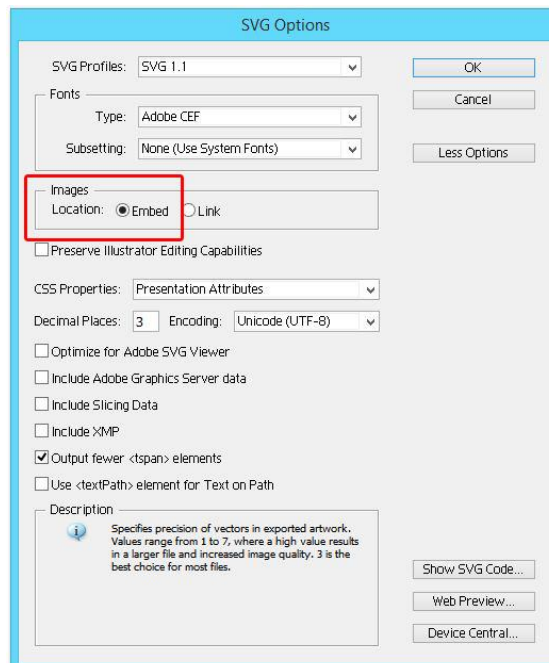 SVG Options
SVG Profiles: SVG 1.1
OK
Fonts
Cancel
Type: Adobe CEF
Subsetting: None (Use System Fonts)
Less Options
Images
Location: Embed Link
Preserve Illustrator Editing Capabilities
CSS Properties: Presentation Attributes
Decimal Places: 3 Encoding: Unicode (UTF-8)
Optimize for Adobe SVG Viewer
Include Adobe Graphics Server data
Include Slicing Data
Include XMP
Output fewer <tspan> elements
Use <textPath> element for Text on Path
Description
Specifies precision of vectors in exported artwork.
Values range from 1 to 7, where a high value results
in a larger file and increased image quality. 3 is the
best choice for most files.
Show SVG Code...
Web Preview...
Device Central...